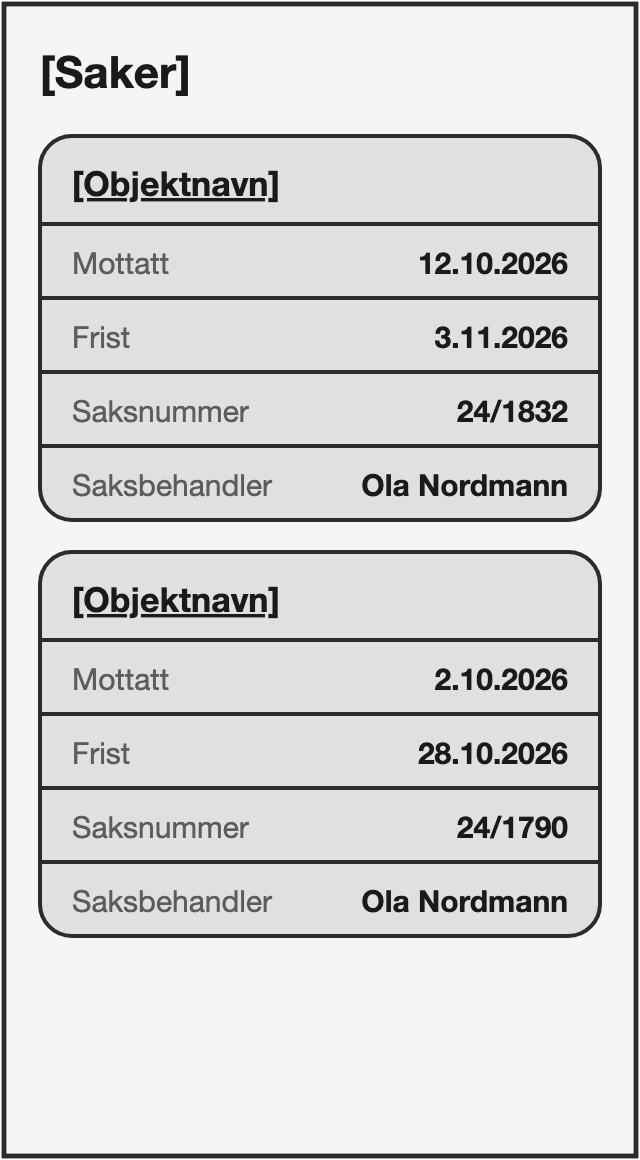 [Saker]
[Objektnavn]
Mottatt 12.10.2026
Frist 3.11.2026
Saksnummer 24/1832
Saksbehandler Ola Nordmann
[Objektnavn]
Mottatt 2.10.2026
Frist 28.10.2026
Saksnummer 24/1790
Saksbehandler Ola Nordmann